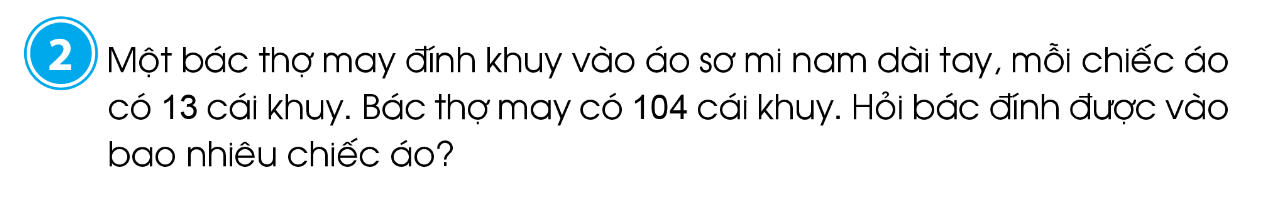 2 Một bác thợ may đính khuy vào áo sơ mi nam dài tay, mỗi chiếc áo
có 13 cái khuy. Bác thợ may có 104 cái khuy. Hỏi bác đính được vào
bao nhiêu chiếc áo?